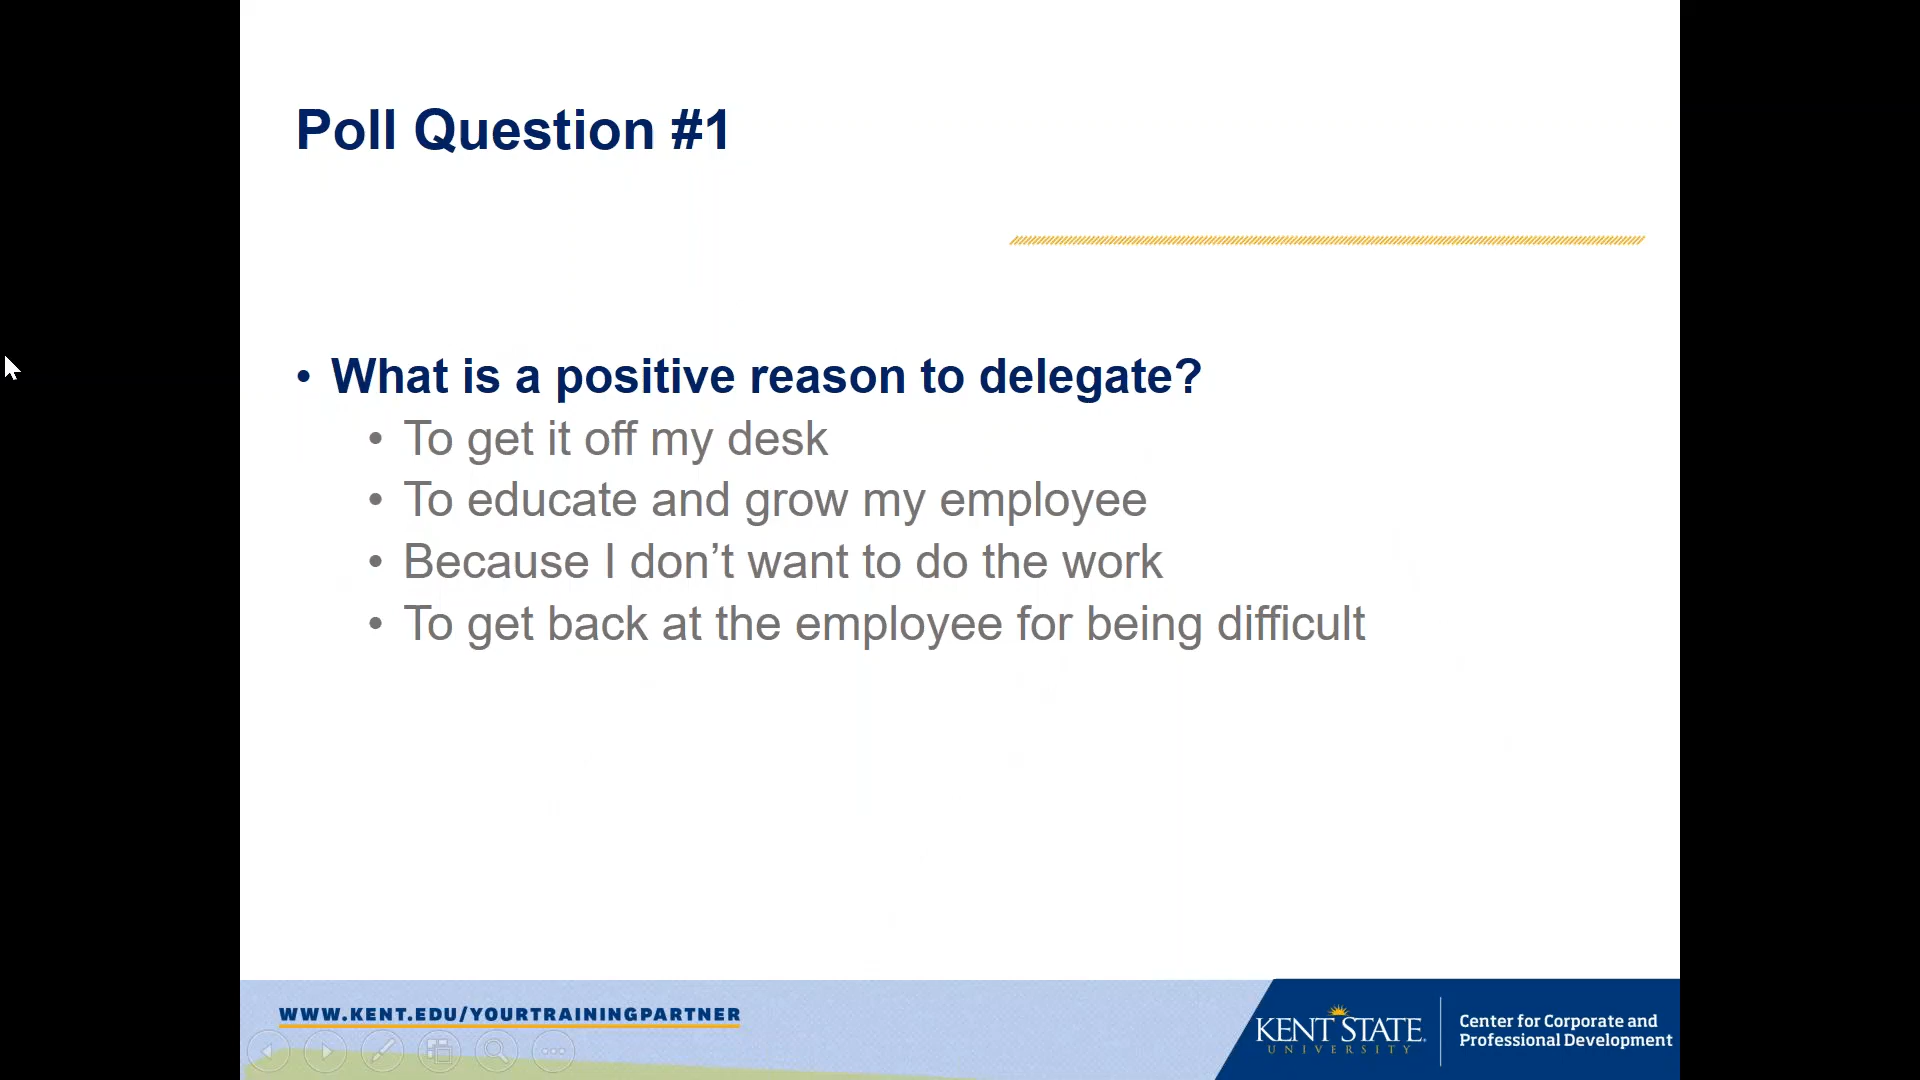 Poll Question #1
• What is a positive reason to delegate?
• To get it off my desk
• To educate and grow my employee
• Because I don’t want to do the work
• To get back at the employee for being difficult
WWW.KENT.EDU/YOURTRAININGPARTNER
KENT STATE
UNIVERSITY
Center for Corporate and
Professional Development